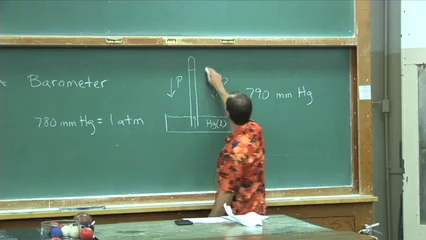 Barometer
P
P
790 mm Hg
780 mm Hg = 1 atm
Hg(l)